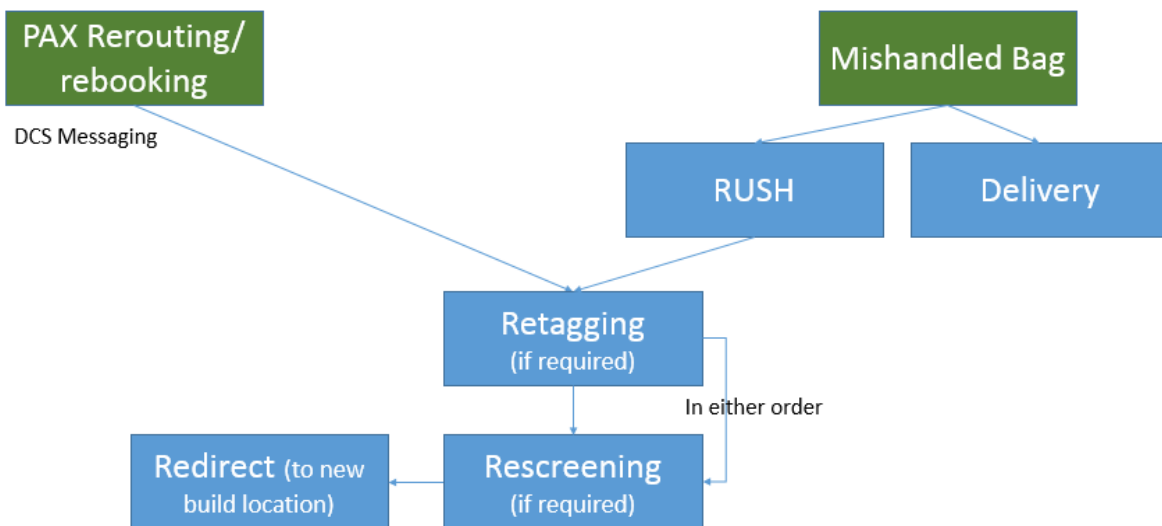 PAX Rerouting/
rebooking
Mishandled Bag
DCS Messaging
RUSH
Delivery
Retagging
(if required)
In either order
Redirect (to new
build location)
Rescreening
(if required)